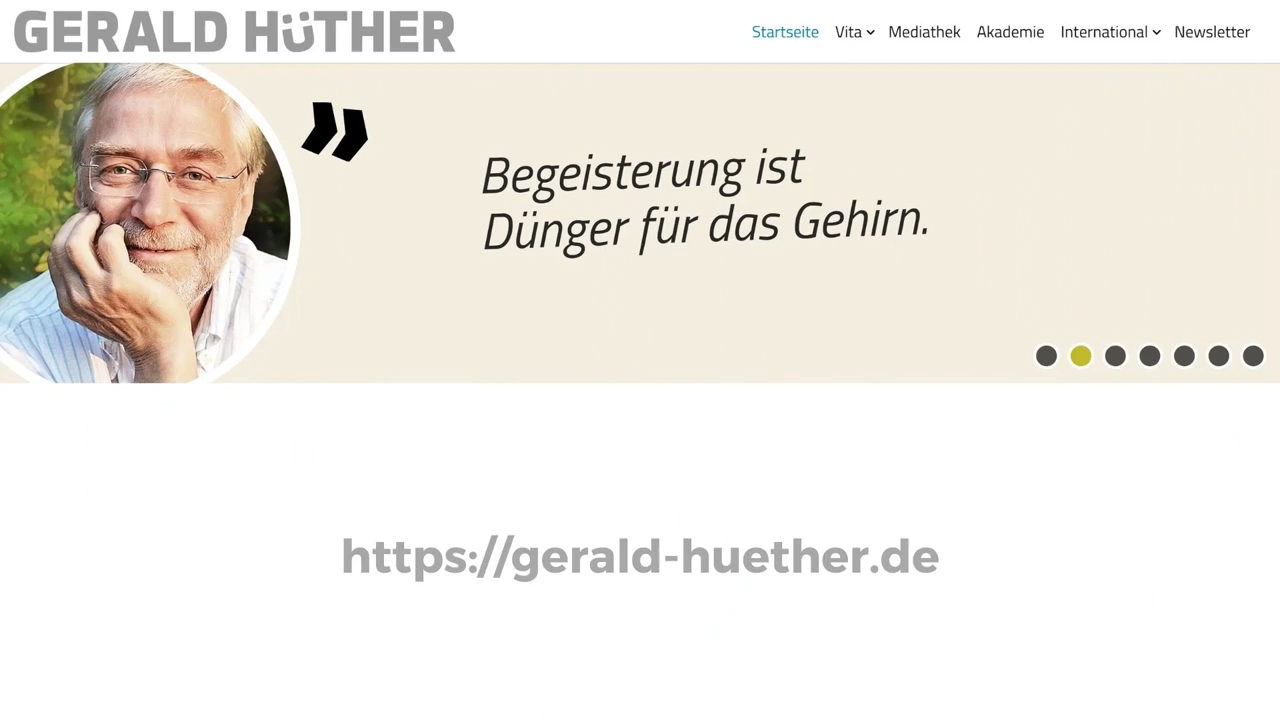 GERALD HüTHER
Startseite Vita Mediathek Akademie International Newsletter
”
Begeisterung ist
Dünger für das Gehirn.
https://gerald-huether.de